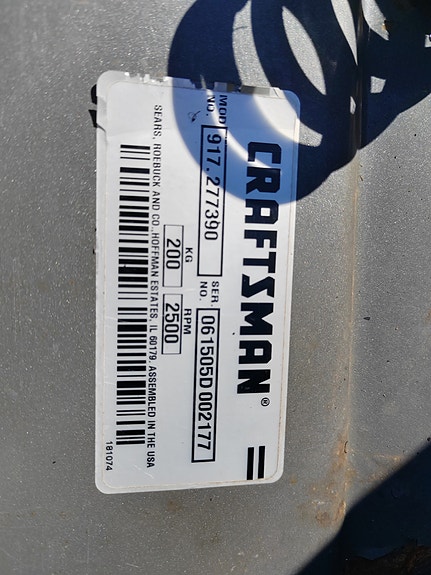 CRAFTSMAN®
MOD. NO. 917.277390 SER. NO. 061505D 002177
KG 200 RPM 2500
SEARS, ROEBUCK AND CO., HOFFMAN ESTATES, IL 60179. ASSEMBLED IN THE USA
181074